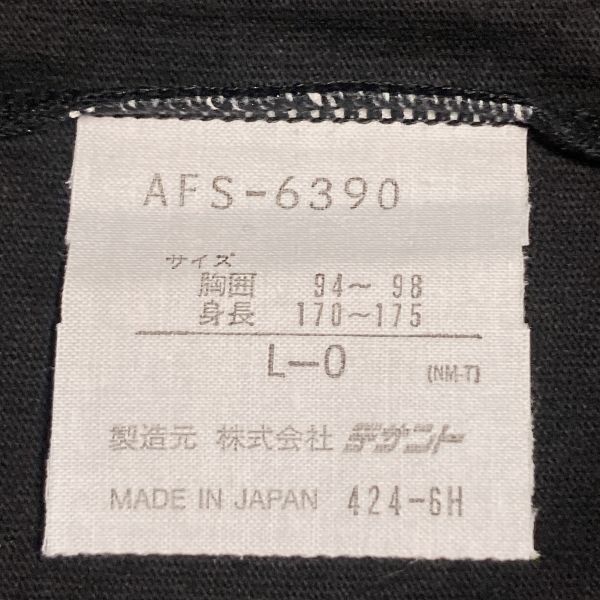 AFS-6390
サイズ
胸囲 94～98
身長 170～175
L-O
(NM-T)
製造元 株式会社 デサント
MADE IN JAPAN 424-6H